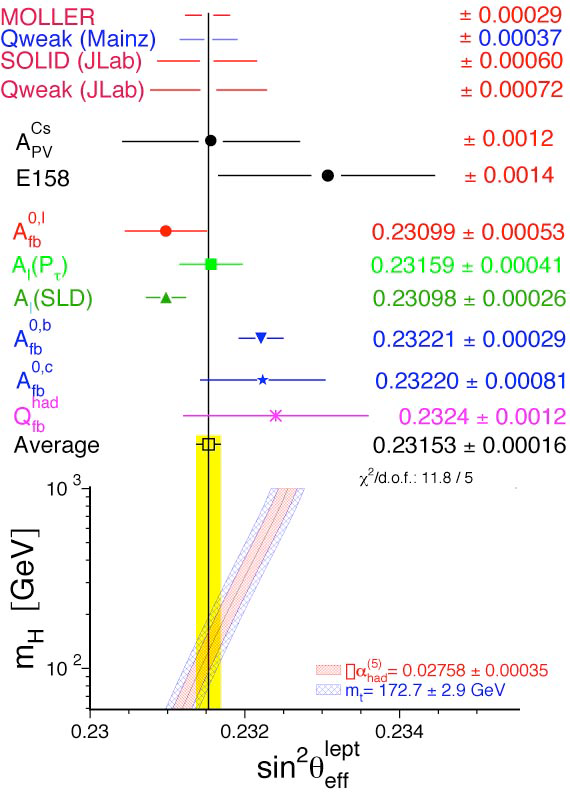 MOLLER ± 0.00029
Qweak (Mainz) ± 0.00037
SOLID (JLab) ± 0.00060
Qweak (JLab) ± 0.00072
A_PV^Cs ± 0.0012
E158 ± 0.0014
A_fb^0,l 0.23099 ± 0.00053
A_l(P_τ) 0.23159 ± 0.00041
A_l(SLD) 0.23098 ± 0.00026
A_fb^0,b 0.23221 ± 0.00029
A_fb^0,c 0.23220 ± 0.00081
Q_fb^had 0.2324 ± 0.0012
Average 0.23153 ± 0.00016
χ²/d.o.f.: 11.8 / 5
10³
m_H [GeV]
10²
▯α_had^(5)= 0.02758 ± 0.00035
m_t= 172.7 ± 2.9 GeV
0.23 0.232 0.234
sin²θ_eff^lept